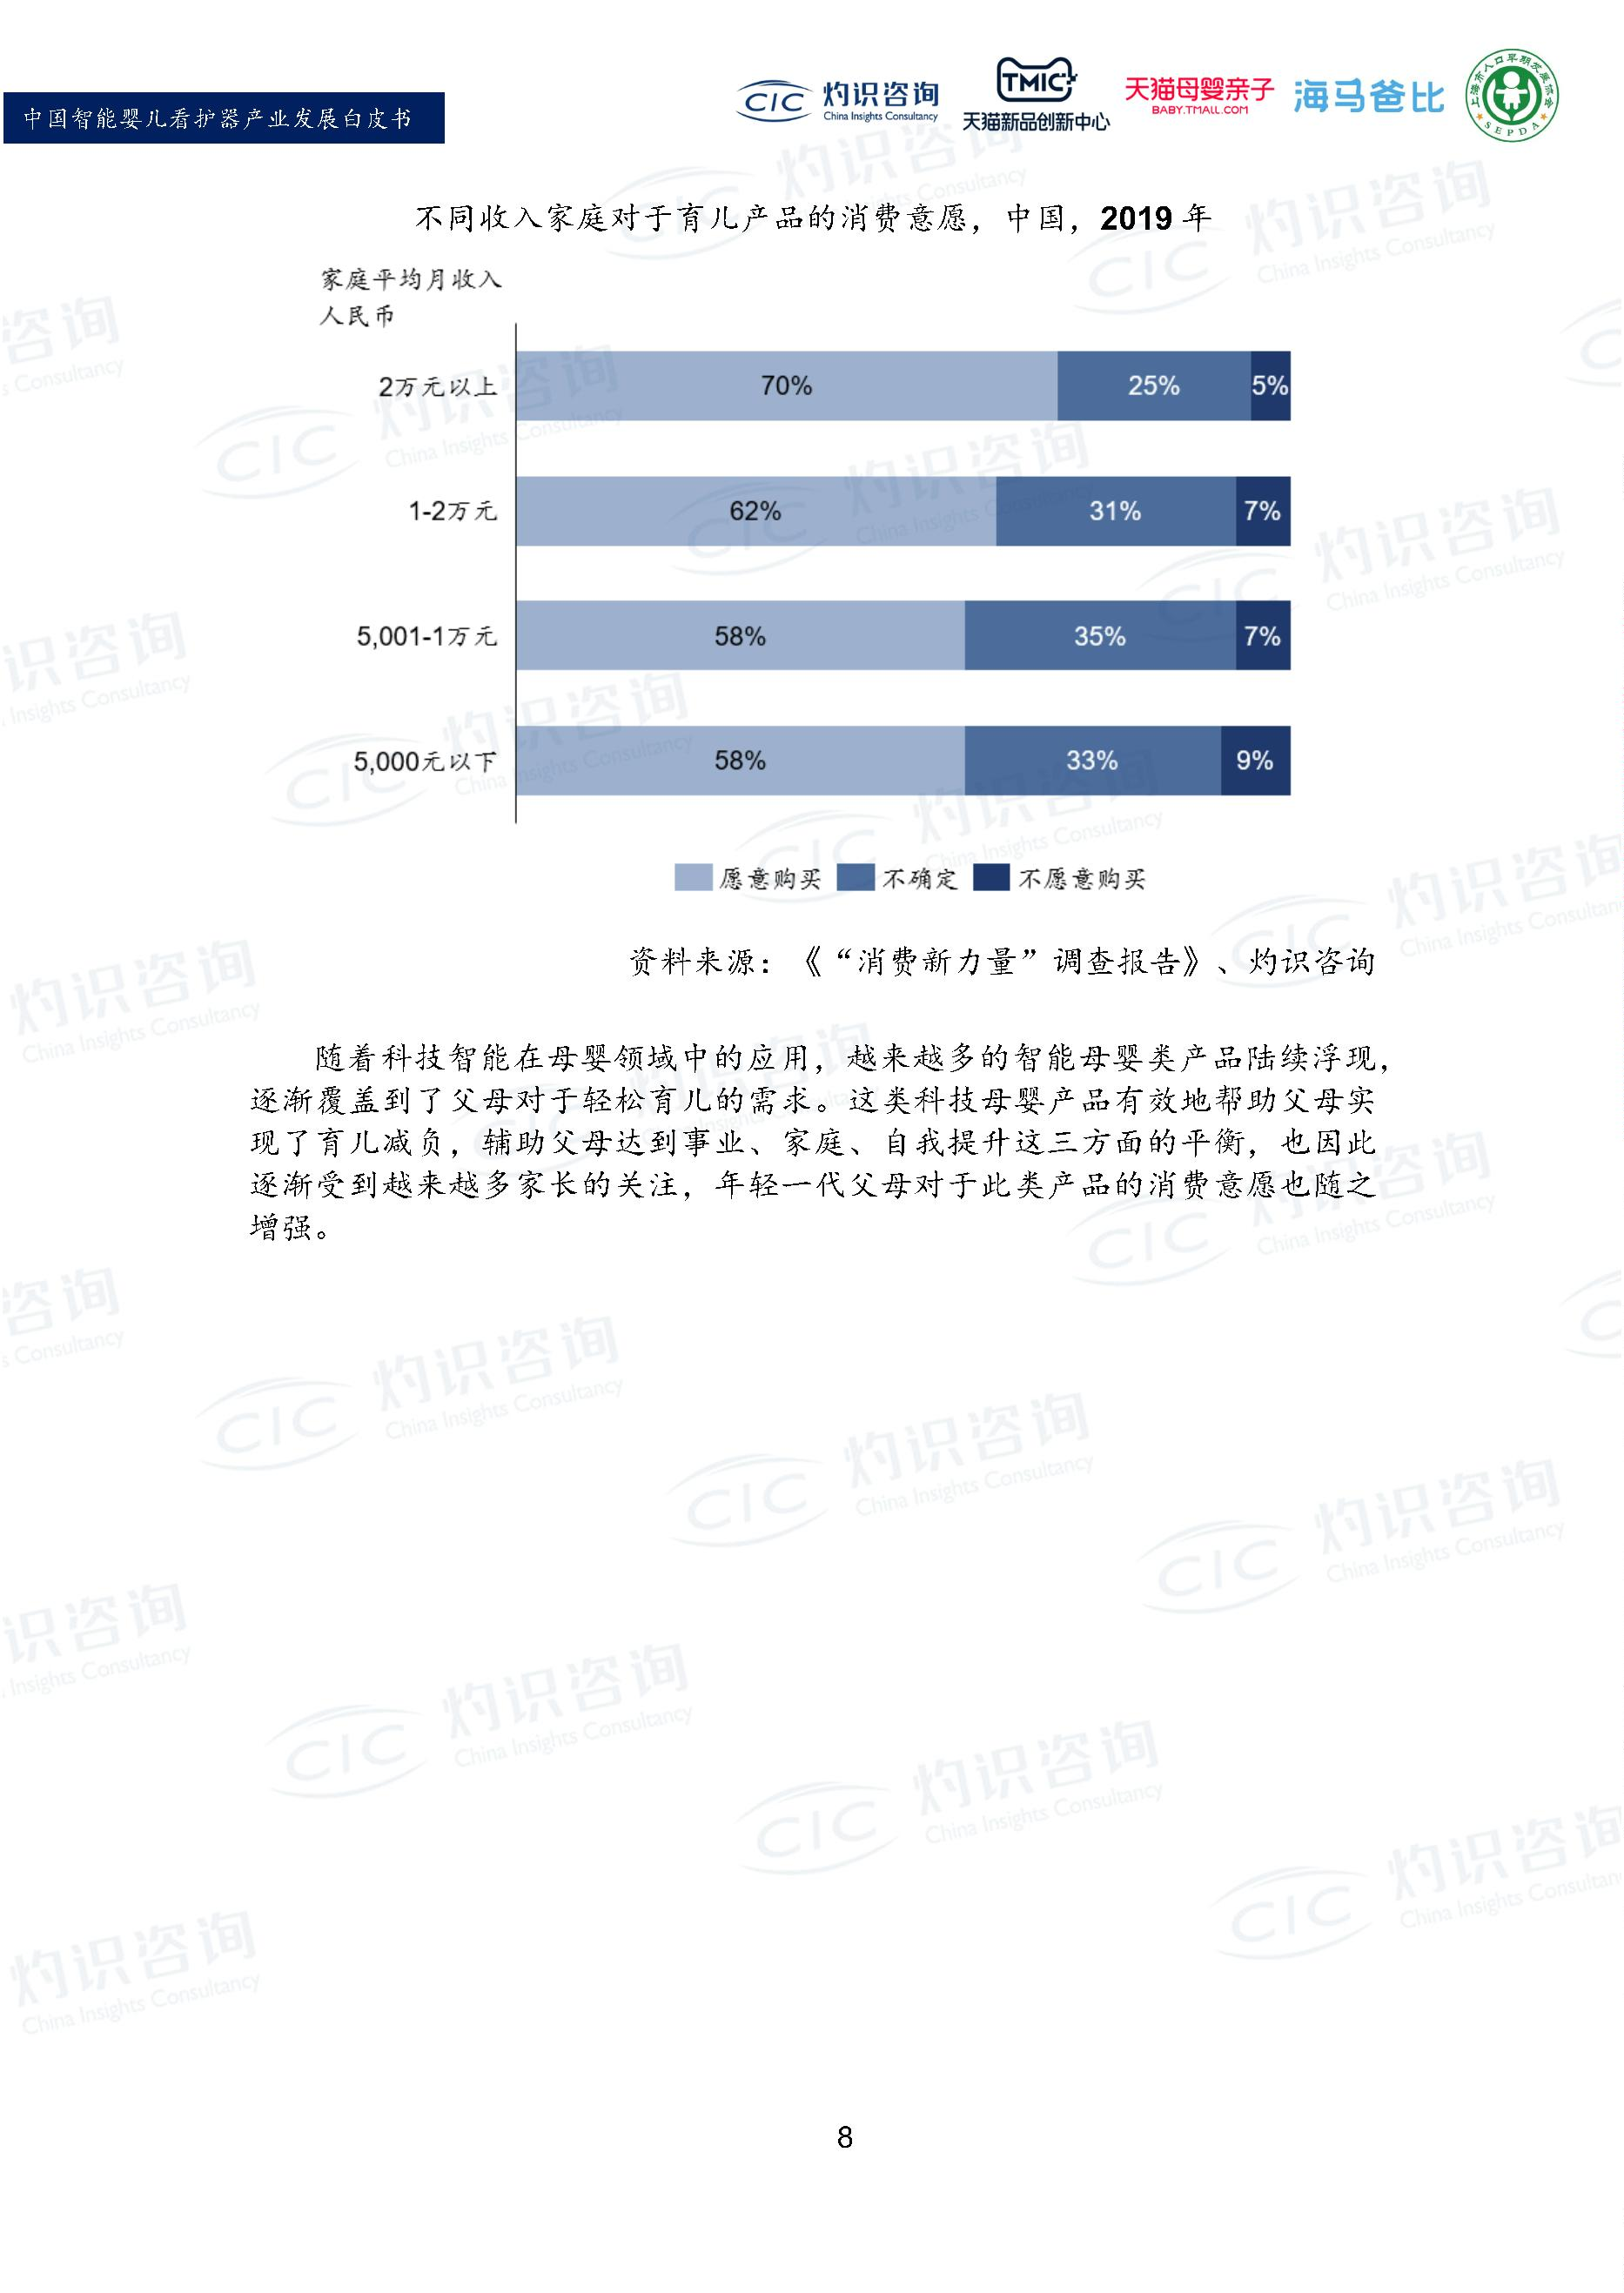 中国智能婴儿看护器产业发展白皮书
CIC 灼识咨询
China Insights Consultancy
TMIC
天猫新品创新中心
天猫母婴亲子
BABY.TMALL.COM
海马爸比
上海市人口早期发展协会
SEPDA
不同收入家庭对于育儿产品的消费意愿，中国，2019 年
家庭平均月收入
人民币
2万元以上 70% 25% 5%
1-2万元 62% 31% 7%
5,001-1万元 58% 35% 7%
5,000元以下 58% 33% 9%
愿意购买 不确定 不愿意购买
资料来源：《“消费新力量”调查报告》、灼识咨询
随着科技智能在母婴领域中的应用，越来越多的智能母婴类产品陆续浮现，
逐渐覆盖到了父母对于轻松育儿的需求。这类科技母婴产品有效地帮助父母实
现了育儿减负，辅助父母达到事业、家庭、自我提升这三方面的平衡，也因此
逐渐受到越来越多家长的关注，年轻一代父母对于此类产品的消费意愿也随之
增强。
8